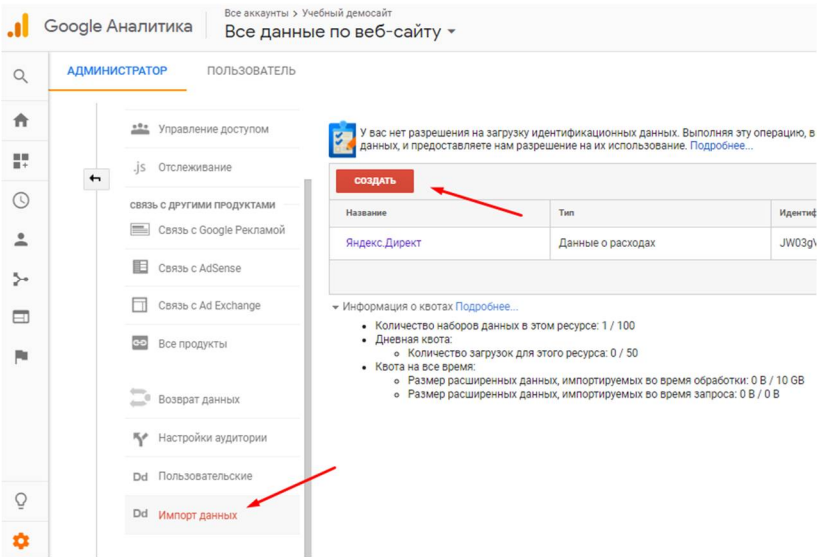 Google Аналитика
Все аккаунты > Учебный демосайт
Все данные по веб-сайту
АДМИНИСТРАТОР
ПОЛЬЗОВАТЕЛЬ
Управление доступом
.js Отслеживание
СВЯЗЬ С ДРУГИМИ ПРОДУКТАМИ
Связь с Google Рекламой
Связь с AdSense
Связь с Ad Exchange
Все продукты
Возврат данных
Настройки аудитории
Dd Пользовательские
Dd Импорт данных
У вас нет разрешения на загрузку идентификационных данных. Выполняя эту операцию, в
данных, и предоставляете нам разрешение на их использование. Подробнее...
СОЗДАТЬ
Название Тип Идентиф
Яндекс.Директ Данные о расходах JW03g
Информация о квотах Подробнее...
• Количество наборов данных в этом ресурсе: 1 / 100
• Дневная квота:
o Количество загрузок для этого ресурса: 0 / 50
• Квота на все время:
o Размер расширенных данных, импортируемых во время обработки: 0 B / 10 GB
o Размер расширенных данных, импортируемых во время запроса: 0 B / 0 B